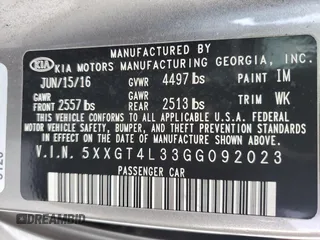 MANUFACTURED BY
KIA KIA MOTORS MANUFACTURING GEORGIA, INC.
JUN/15/16 GVWR 4497 lbs PAINT IM
GAWR FRONT 2557 lbs GAWR REAR 2513 lbs TRIM WK
THIS VEHICLE CONFORMS TO ALL APPLICABLE U.S. FEDERAL
MOTOR VEHICLE SAFETY, BUMPER, AND THEFT PREVENTION
STANDARDS IN EFFECT ON THE DATE OF MANUFACTURE SHOWN ABOVE.
V.I.N. 5XXGT4L33GG092023
PASSENGER CAR
© DREAMBID